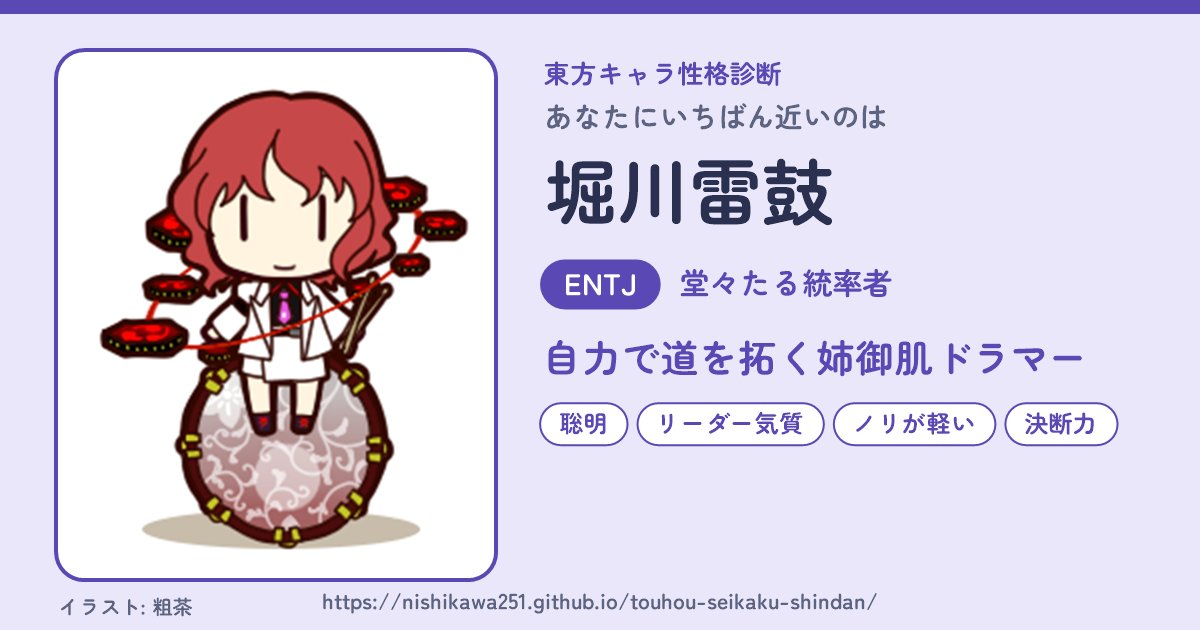 東方キャラ性格診断
あなたにいちばん近いのは
堀川雷鼓
ENTJ 堂々たる統率者
自力で道を拓く姉御肌ドラマー
聡明 リーダー気質 ノリが軽い 決断力
イラスト: 粗茶 https://nishikawa251.github.io/touhou-seikaku-shindan/